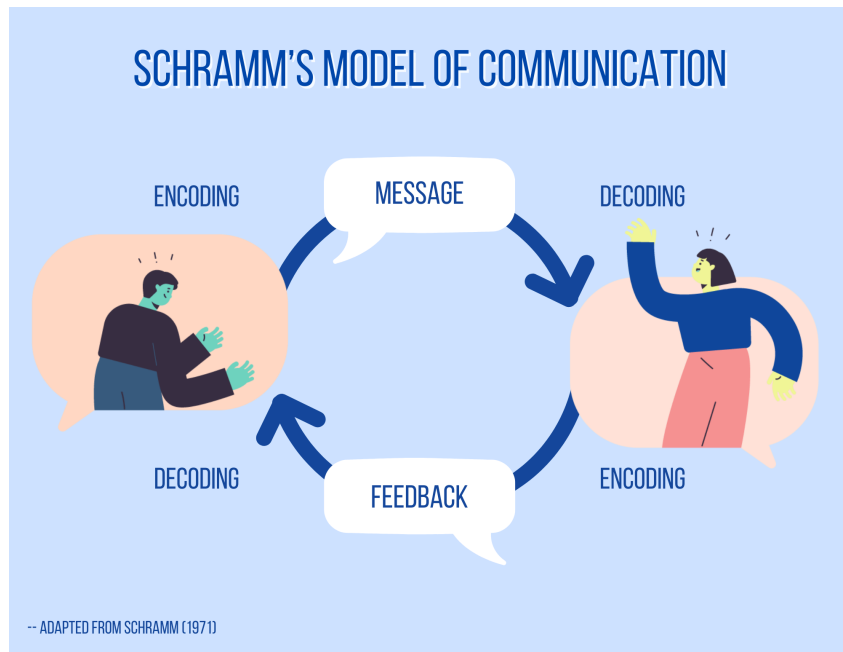 SCHRAMM'S MODEL OF COMMUNICATION
ENCODING
MESSAGE
DECODING
DECODING
FEEDBACK
ENCODING
-- ADAPTED FROM SCHRAMM (1971)